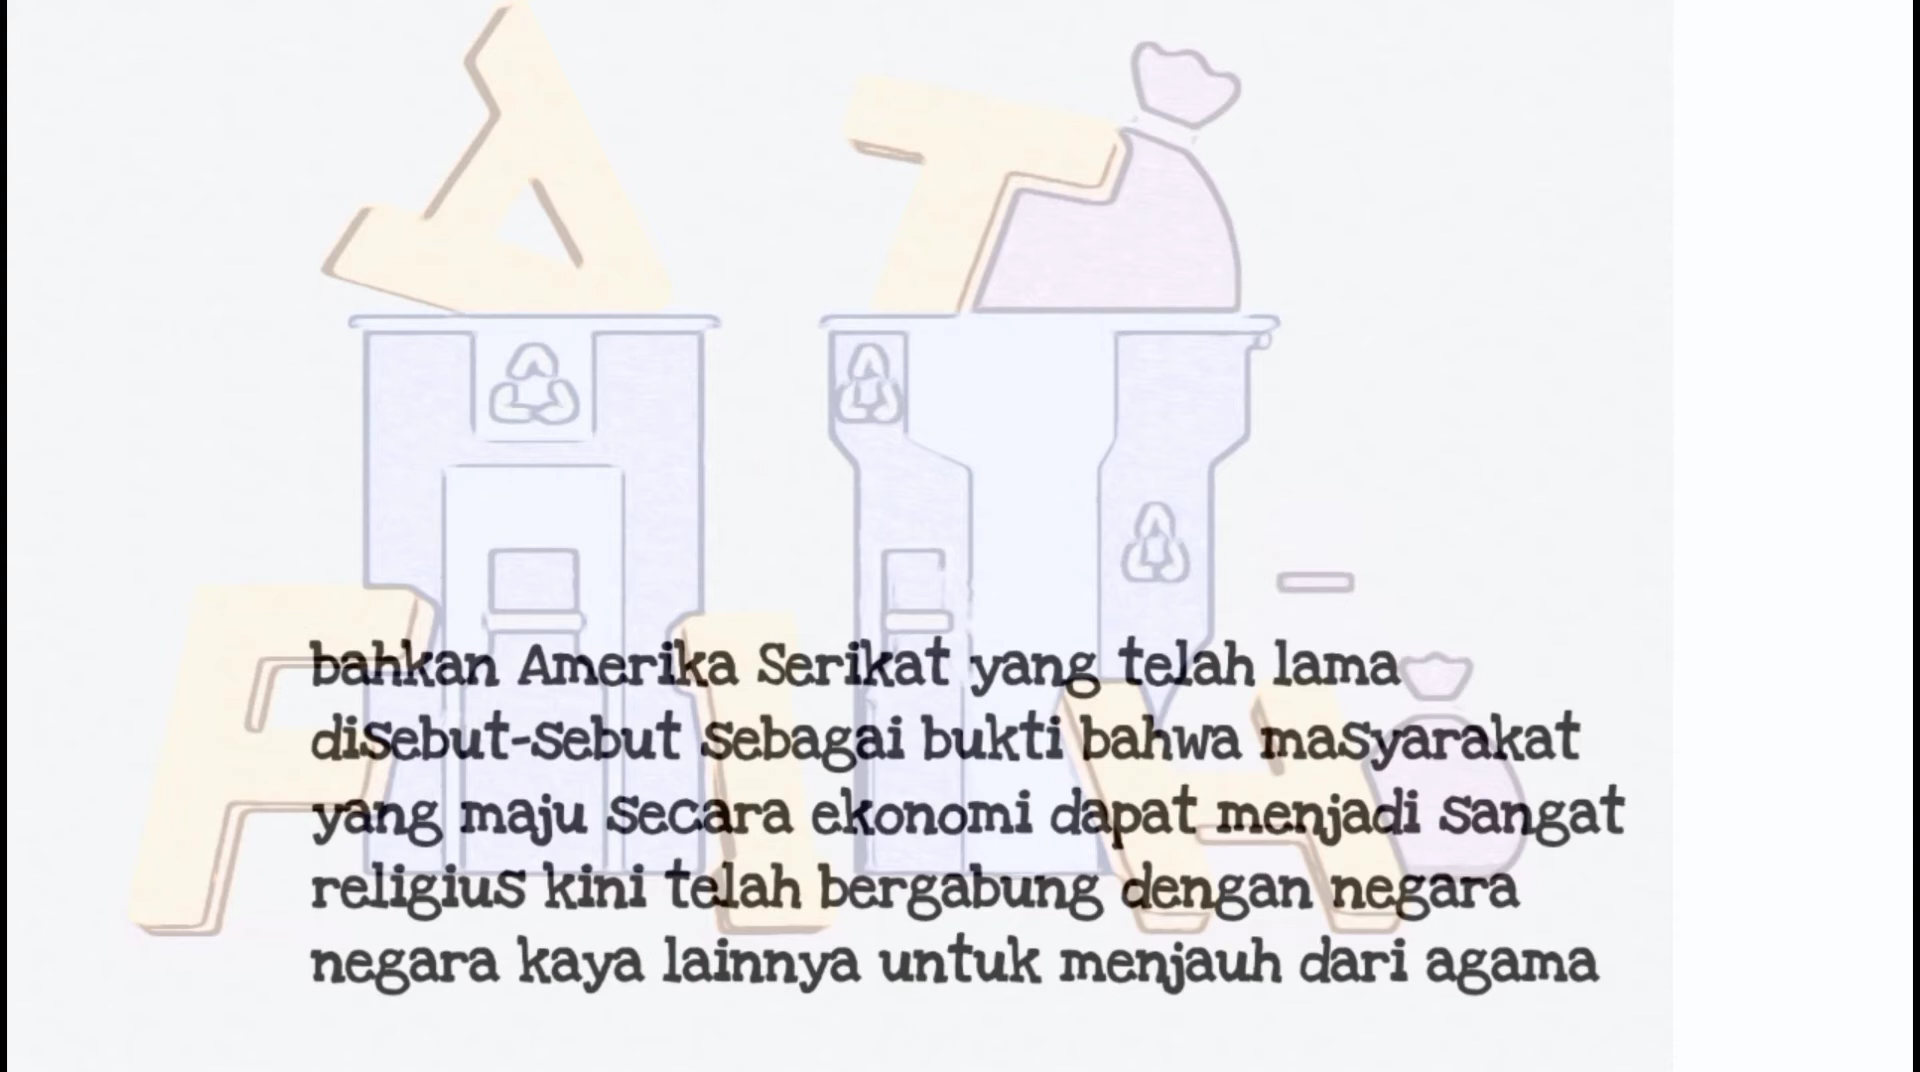 A T
F I H
bahkan Amerika Serikat yang telah lama
disebut-sebut sebagai bukti bahwa masyarakat
yang maju secara ekonomi dapat menjadi sangat
religius kini telah bergabung dengan negara
negara kaya lainnya untuk menjauh dari agama